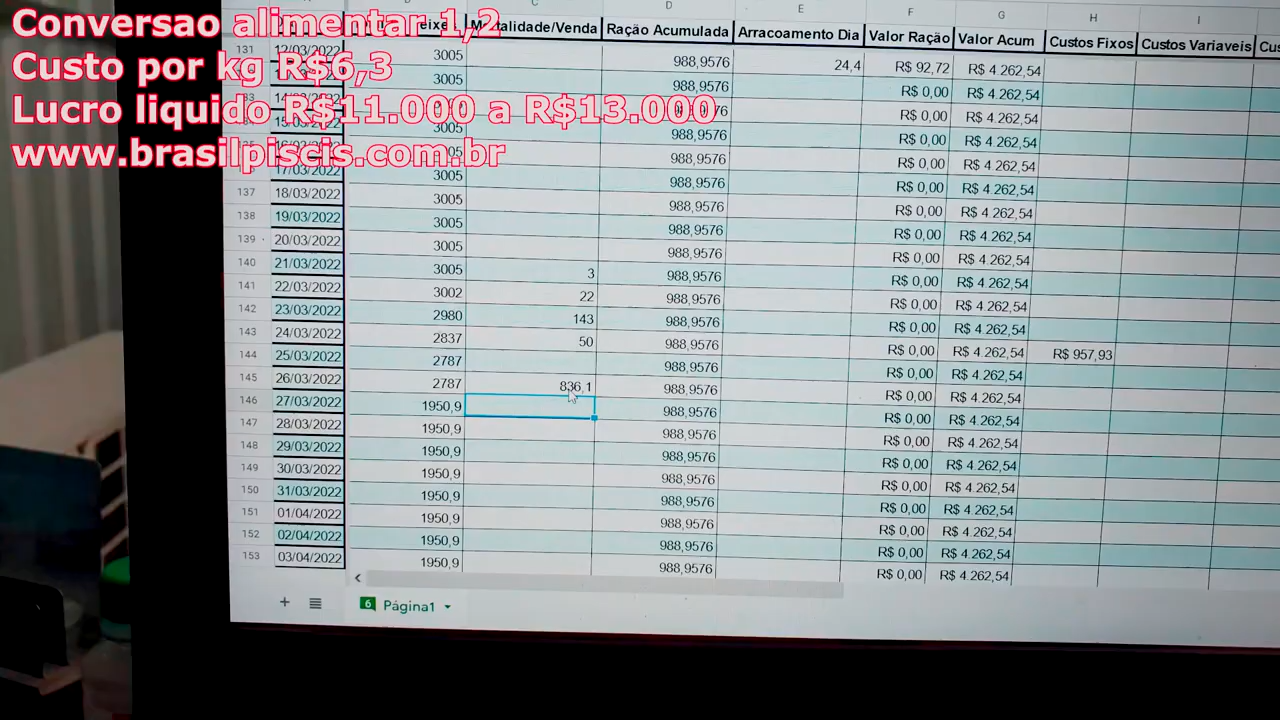 Conversao alimentar 1,2
Custo por kg R$6,3
Lucro liquido R$11.000 a R$13.000
www.brasilpiscis.com.br
C D E F G H I
Mortalidade/Venda Ração Acumulada Arracoamento Dia Valor Ração Valor Acum Custos Fixos Custos Variaveis
131 12/03/2022 3005 988,9576 24,4 R$ 92,72 R$ 4.262,54
3005 988,9576 R$ 0,00 R$ 4.262,54
3005 R$ 0,00 R$ 4.262,54
3005 988,9576 R$ 0,00 R$ 4.262,54
3005 988,9576 R$ 0,00 R$ 4.262,54
17/03/2022 3005 988,9576 R$ 0,00 R$ 4.262,54
137 18/03/2022 3005 988,9576 R$ 0,00 R$ 4.262,54
138 19/03/2022 3005 988,9576 R$ 0,00 R$ 4.262,54
139 20/03/2022 3005 988,9576 R$ 0,00 R$ 4.262,54
140 21/03/2022 3005 3 988,9576 R$ 0,00 R$ 4.262,54
141 22/03/2022 3002 22 988,9576 R$ 0,00 R$ 4.262,54
142 23/03/2022 2980 143 988,9576 R$ 0,00 R$ 4.262,54
143 24/03/2022 2837 50 988,9576 R$ 0,00 R$ 4.262,54 R$ 957,93
144 25/03/2022 2787 988,9576 R$ 0,00 R$ 4.262,54
145 26/03/2022 2787 836,1 988,9576 R$ 0,00 R$ 4.262,54
146 27/03/2022 1950,9 988,9576 R$ 0,00 R$ 4.262,54
147 28/03/2022 1950,9 988,9576 R$ 0,00 R$ 4.262,54
148 29/03/2022 1950,9 988,9576 R$ 0,00 R$ 4.262,54
149 30/03/2022 1950,9 988,9576 R$ 0,00 R$ 4.262,54
150 31/03/2022 1950,9 988,9576 R$ 0,00 R$ 4.262,54
151 01/04/2022 1950,9 988,9576 R$ 0,00 R$ 4.262,54
152 02/04/2022 1950,9 988,9576 R$ 0,00 R$ 4.262,54
153 03/04/2022 1950,9 988,9576 R$ 0,00 R$ 4.262,54
6 Página1